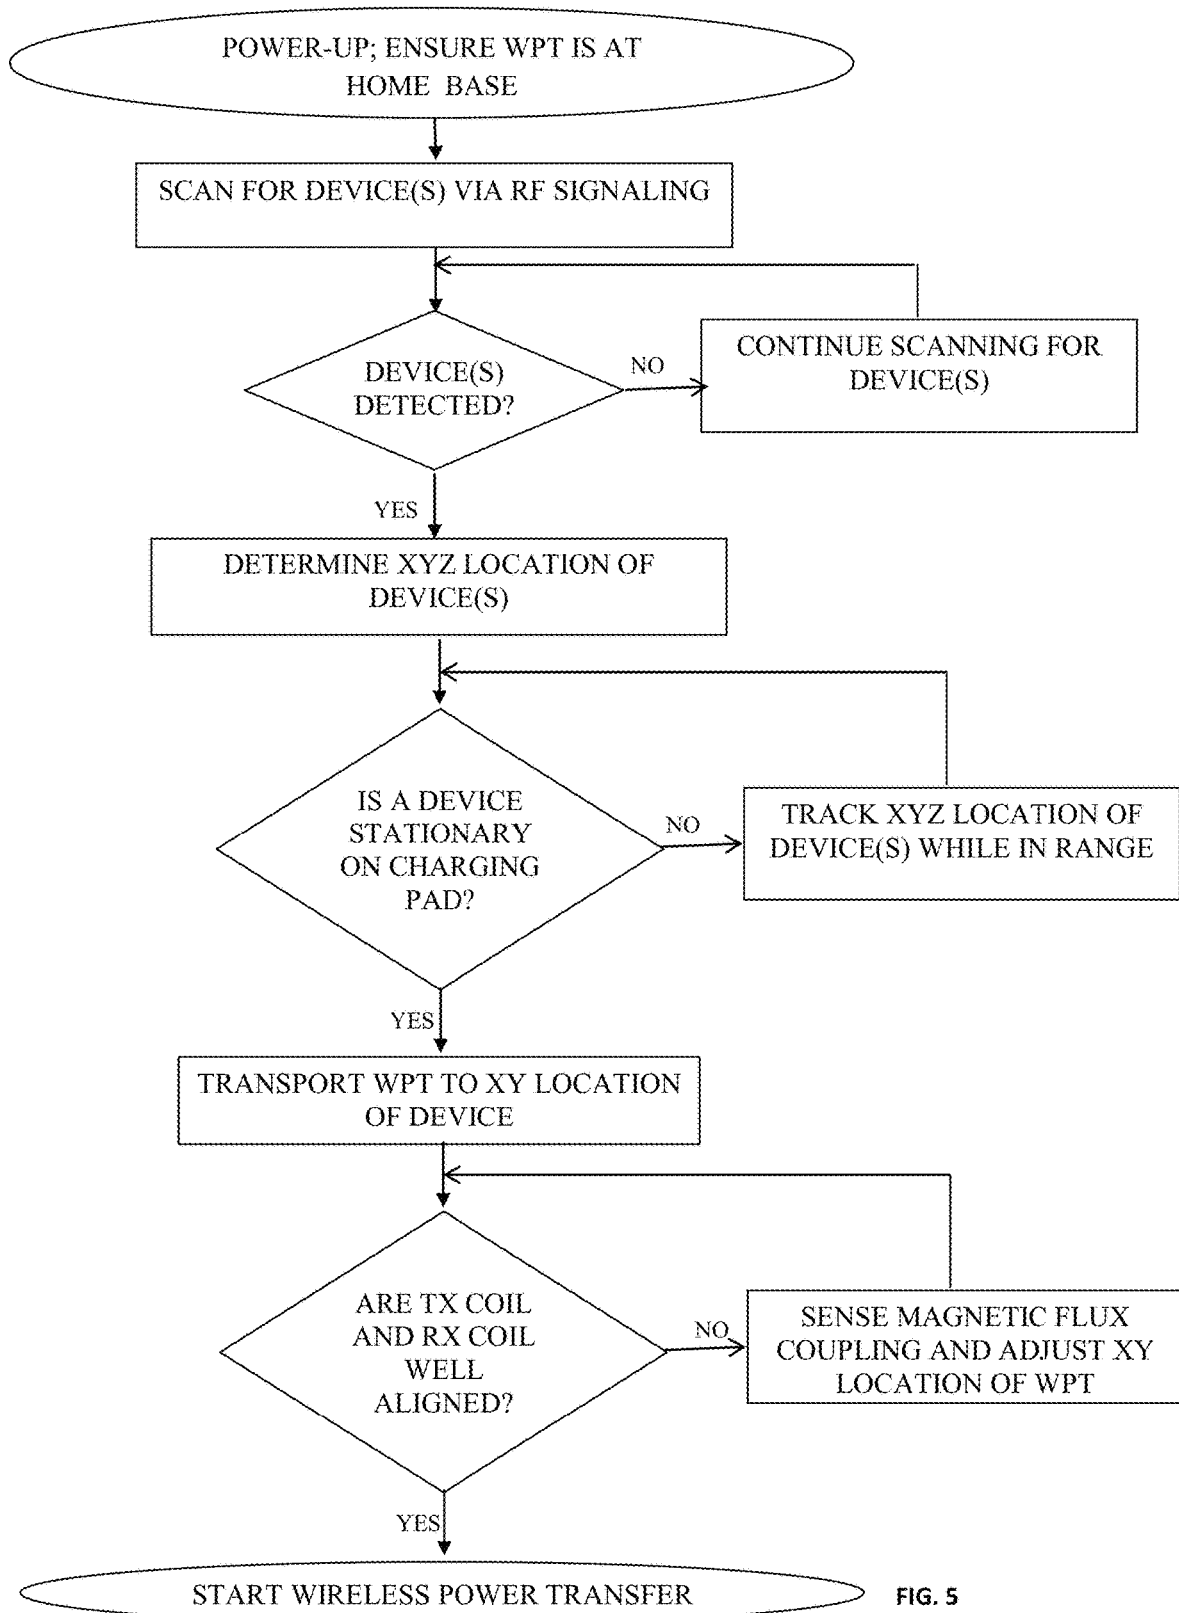 POWER-UP; ENSURE WPT IS AT
HOME BASE
SCAN FOR DEVICE(S) VIA RF SIGNALING
DEVICE(S)
DETECTED?
NO
CONTINUE SCANNING FOR
DEVICE(S)
YES
DETERMINE XYZ LOCATION OF
DEVICE(S)
IS A DEVICE
STATIONARY
ON CHARGING
PAD?
NO
TRACK XYZ LOCATION OF
DEVICE(S) WHILE IN RANGE
YES
TRANSPORT WPT TO XY LOCATION
OF DEVICE
ARE TX COIL
AND RX COIL
WELL
ALIGNED?
NO
SENSE MAGNETIC FLUX
COUPLING AND ADJUST XY
LOCATION OF WPT
YES
START WIRELESS POWER TRANSFER
FIG. 5